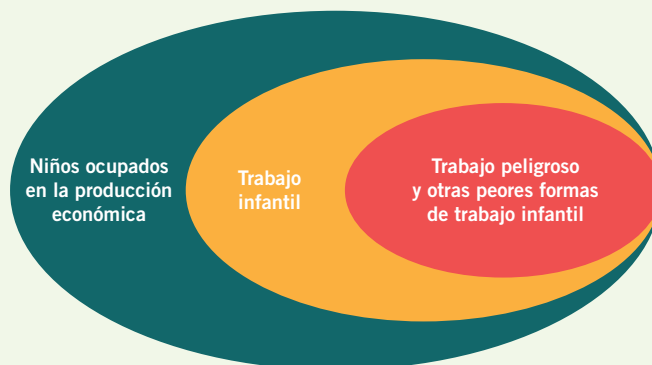 Niños ocupados
en la producción
económica
Trabajo
infantil
Trabajo peligroso
y otras peores formas
de trabajo infantil